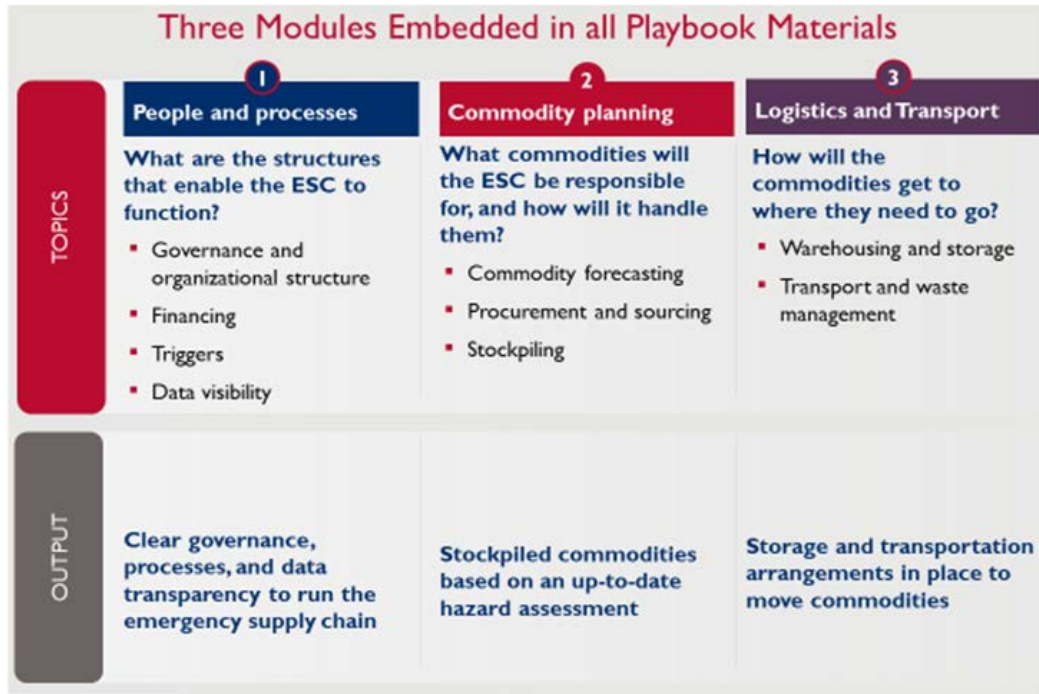 Three Modules Embedded in all Playbook Materials
TOPICS
1
People and processes
What are the structures
that enable the ESC to
function?
▪ Governance and
organizational structure
▪ Financing
▪ Triggers
▪ Data visibility
2
Commodity planning
What commodities will
the ESC be responsible
for, and how will it handle
them?
▪ Commodity forecasting
▪ Procurement and sourcing
▪ Stockpiling
3
Logistics and Transport
How will the
commodities get to
where they need to go?
▪ Warehousing and storage
▪ Transport and waste
management
OUTPUT
Clear governance,
processes, and data
transparency to run the
emergency supply chain
Stockpiled commodities
based on an up-to-date
hazard assessment
Storage and transportation
arrangements in place to
move commodities